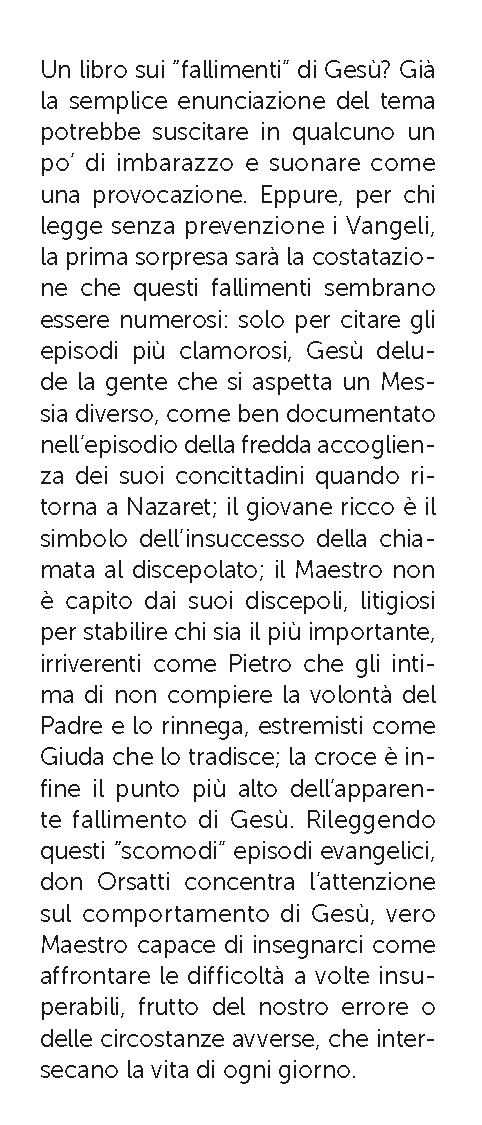 Un libro sui “fallimenti” di Gesù? Già
la semplice enunciazione del tema
potrebbe suscitare in qualcuno un
po’ di imbarazzo e suonare come
una provocazione. Eppure, per chi
legge senza prevenzione i Vangeli,
la prima sorpresa sarà la costatazio-
ne che questi fallimenti sembrano
essere numerosi: solo per citare gli
episodi più clamorosi, Gesù delu-
de la gente che si aspetta un Mes-
sia diverso, come ben documentato
nell’episodio della fredda accoglien-
za dei suoi concittadini quando ri-
torna a Nazaret; il giovane ricco è il
simbolo dell’insuccesso della chia-
mata al discepolato; il Maestro non
è capito dai suoi discepoli, litigiosi
per stabilire chi sia il più importante,
irriverenti come Pietro che gli inti-
ma di non compiere la volontà del
Padre e lo rinnega, estremisti come
Giuda che lo tradisce; la croce è in-
fine il punto più alto dell’apparen-
te fallimento di Gesù. Rileggendo
questi “scomodi” episodi evangelici,
don Orsatti concentra l’attenzione
sul comportamento di Gesù, vero
Maestro capace di insegnarci come
affrontare le difficoltà a volte insu-
perabili, frutto del nostro errore o
delle circostanze avverse, che inter-
secano la vita di ogni giorno.